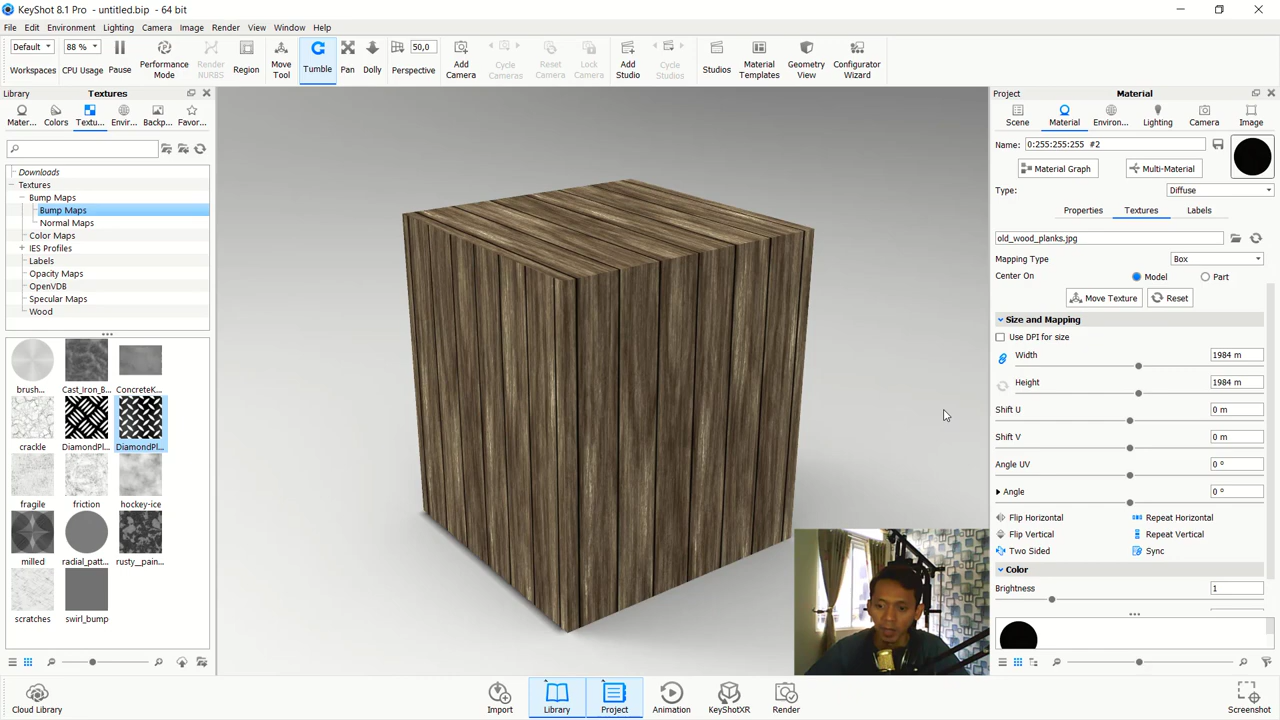 KeyShot 8.1 Pro - untitled.bip - 64 bit
File Edit Environment Lighting Camera Image Render View Window Help
Default 88 % 50,0
Workspaces CPU Usage Pause Performance Mode Render NURBS Region Move Tool Tumble Pan Dolly Perspective Add Camera Cycle Cameras Reset Camera Lock Camera Add Studio Cycle Studios Studios Material Templates Geometry View Configurator Wizard
Library Textures
Mater... Colors Textu... Envir... Backp... Favor...
Downloads
Textures
Bump Maps
Bump Maps
Normal Maps
Color Maps
IES Profiles
Labels
Opacity Maps
OpenVDB
Specular Maps
Wood
brush... Cast_Iron_B... ConcreteK...
crackle DiamondPl... DiamondPl...
fragile friction hockey-ice
milled radial_patt... rusty__pain...
scratches swirl_bump
Project Material
Scene Material Environ... Lighting Camera Image
Name: 0:255:255:255 #2
Material Graph Multi-Material
Type: Diffuse
Properties Textures Labels
old_wood_planks.jpg
Mapping Type Box
Center On Model Part
Move Texture Reset
Size and Mapping
Use DPI for size
Width 1984 m
Height 1984 m
Shift U 0 m
Shift V 0 m
Angle UV 0 °
Angle 0 °
Flip Horizontal Repeat Horizontal
Flip Vertical Repeat Vertical
Two Sided Sync
Color
Brightness 1
Cloud Library Import Library Project Animation KeyShotXR Render Screenshot